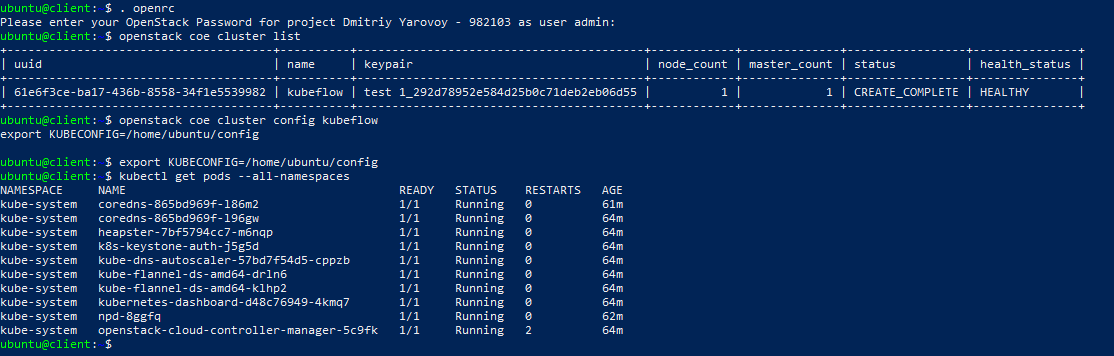 ubuntu@client: $ . openrc
Please enter your OpenStack Password for project Dmitriy Yarovoy - 982103 as user admin:
ubuntu@client: $ openstack coe cluster list
+--------------------------------------+----------+---------------------------------------+------------+--------------+-----------------+---------------+
| uuid | name | keypair | node_count | master_count | status | health_status |
+--------------------------------------+----------+---------------------------------------+------------+--------------+-----------------+---------------+
| 61e6f3ce-ba17-436b-8558-34f1e5539982 | kubeflow | test 1_292d78952e584d25b0c71deb2eb06d55 | 1 | 1 | CREATE_COMPLETE | HEALTHY |
+--------------------------------------+----------+---------------------------------------+------------+--------------+-----------------+---------------+
ubuntu@client: $ openstack coe cluster config kubeflow
export KUBECONFIG=/home/ubuntu/config
ubuntu@client: $ export KUBECONFIG=/home/ubuntu/config
ubuntu@client: $ kubectl get pods --all-namespaces
NAMESPACE NAME READY STATUS RESTARTS AGE
kube-system coredns-865bd969f-l86m2 1/1 Running 0 61m
kube-system coredns-865bd969f-l96gw 1/1 Running 0 64m
kube-system heapster-7bf5794cc7-m6nqp 1/1 Running 0 64m
kube-system k8s-keystone-auth-j5g5d 1/1 Running 0 64m
kube-system kube-dns-autoscaler-57bd7f54d5-cppzb 1/1 Running 0 64m
kube-system kube-flannel-ds-amd64-drln6 1/1 Running 0 64m
kube-system kube-flannel-ds-amd64-klhp2 1/1 Running 0 64m
kube-system kubernetes-dashboard-d48c76949-4kmq7 1/1 Running 0 64m
kube-system npd-8ggfq 1/1 Running 0 62m
kube-system openstack-cloud-controller-manager-5c9fk 1/1 Running 2 64m
ubuntu@client: $